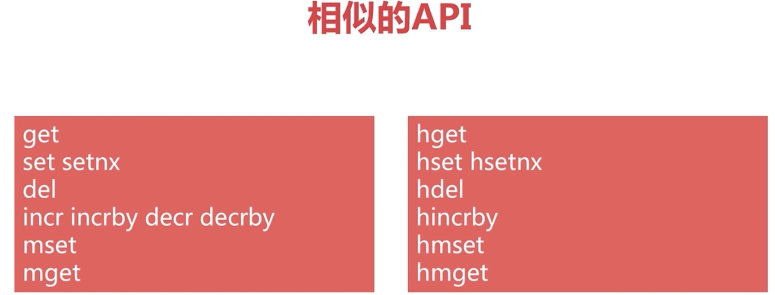 相似的API
get
set setnx
del
incr incrby decr decrby
mset
mget
hget
hset hsetnx
hdel
hincrby
hmset
hmget